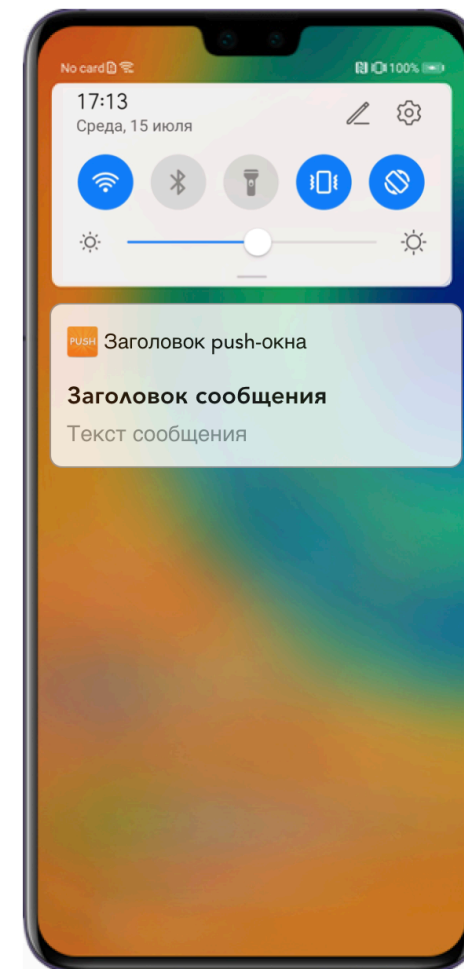 No card
100%
17:13
Среда, 15 июля
PUSH Заголовок push-окна
Заголовок сообщения
Текст сообщения